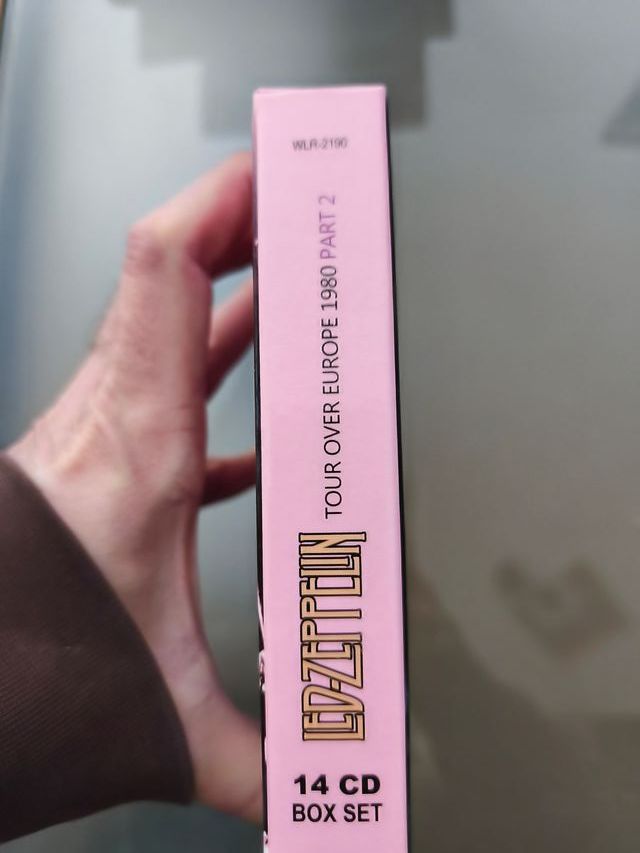 WLR-2190
TOUR OVER EUROPE 1980 PART 2
LED-ZEPPELIN
14 CD
BOX SET